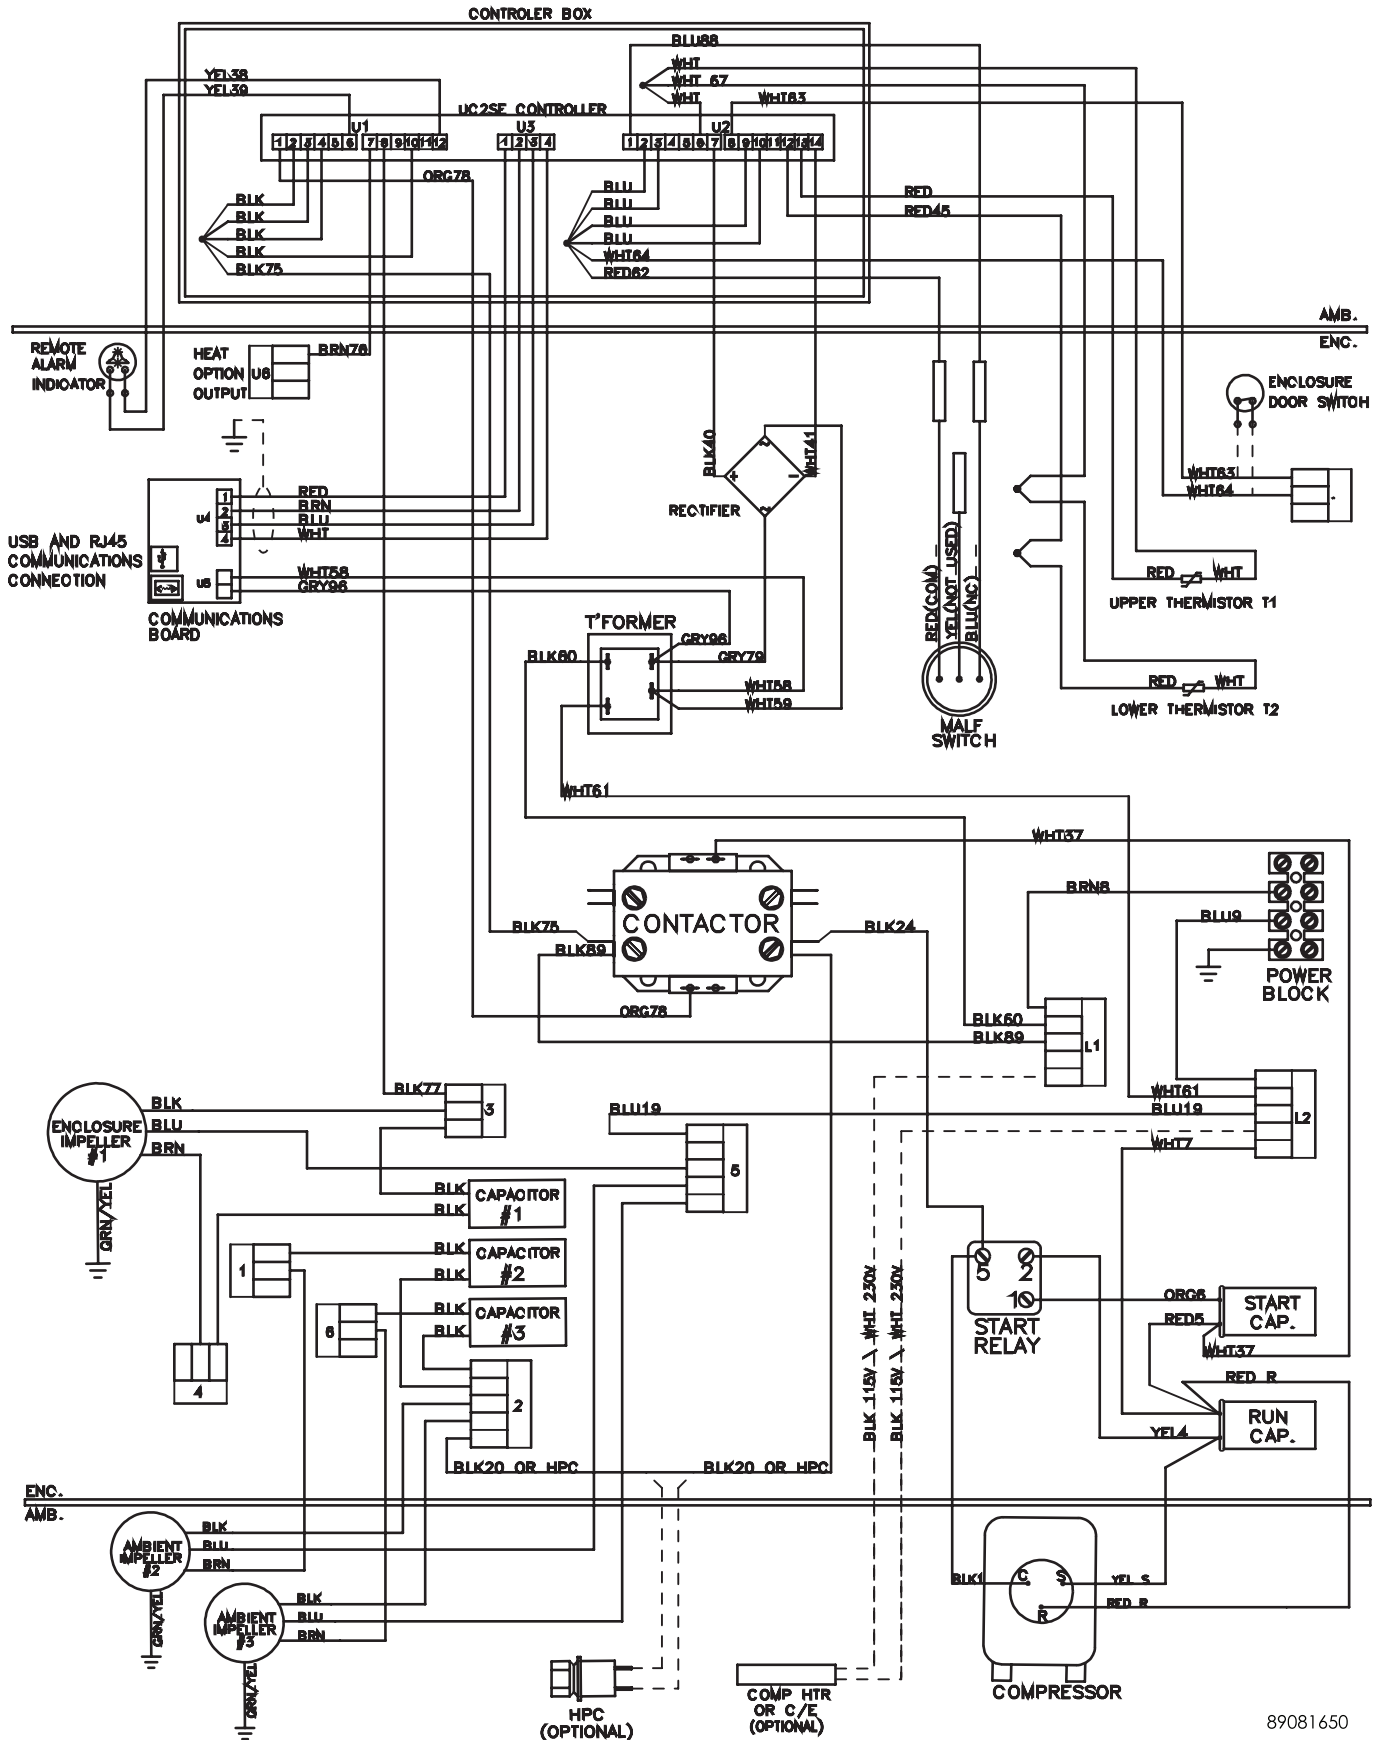 CONTROLER BOX
BLU88
WHT
YEL38
WHT 67
YEL39
WHT
WHT63
UC2SE CONTROLLER
U1
U3
U2
1 2 3 4 5 6 7 8 9 10 11 12
1 2 3 4
1 2 3 4 5 6 7 8 9 10 11 12 13 14
ORG78
BLU
RED
BLK
BLU
RED45
BLK
BLU
BLK
BLU
BLK
WHT64
BLK75
RED62
AMB.
ENC.
REMOTE
ALARM
INDICATOR
HEAT
OPTION
OUTPUT
U6
BRN76
ENCLOSURE
DOOR SWITCH
BLK40
WHT41
+
~
-
~
RECTIFIER
WHT63
WHT64
USB AND RJ45
COMMUNICATIONS
CONNECTION
U4
1
2
3
4
U5
RED
BRN
BLU
WHT
WHT58
GRY96
COMMUNICATIONS
BOARD
RED(COM)
YEL(NOT USED)
BLU(NC)
RED
WHT
UPPER THERMISTOR T1
T'FORMER
BLK60
GRY96
GRY79
WHT58
WHT59
RED
WHT
LOWER THERMISTOR T2
MALF
SWITCH
WHT61
WHT37
BRN8
BLU9
CONTACTOR
BLK75
BLK24
BLK89
POWER
BLOCK
ORG78
BLK60
BLK89
L1
BLK77
3
WHT61
BLU19
BLU19
L2
WHT7
BLK
BLU
BRN
ENCLOSURE
IMPELLER
#1
GRN/YEL
5
BLK
BLK
CAPACITOR
#1
BLK
BLK
CAPACITOR
#2
1
BLK
BLK
CAPACITOR
#3
6
4
2
5
2
1
START
RELAY
ORG6
RED5
START
CAP.
WHT37
RED R
RUN
CAP.
YEL4
BLK 115V \ WHT 230V
BLK 115V \ WHT 230V
BLK20 OR HPC
BLK20 OR HPC
ENC.
AMB.
AMBIENT
IMPELLER
#2
BLK
BLU
BRN
GRN/YEL
AMBIENT
IMPELLER
#3
BLK
BLU
BRN
GRN/YEL
BLK1
C
S
R
YEL S
RED R
COMPRESSOR
HPC
(OPTIONAL)
COMP HTR
OR C/E
(OPTIONAL)
89081650